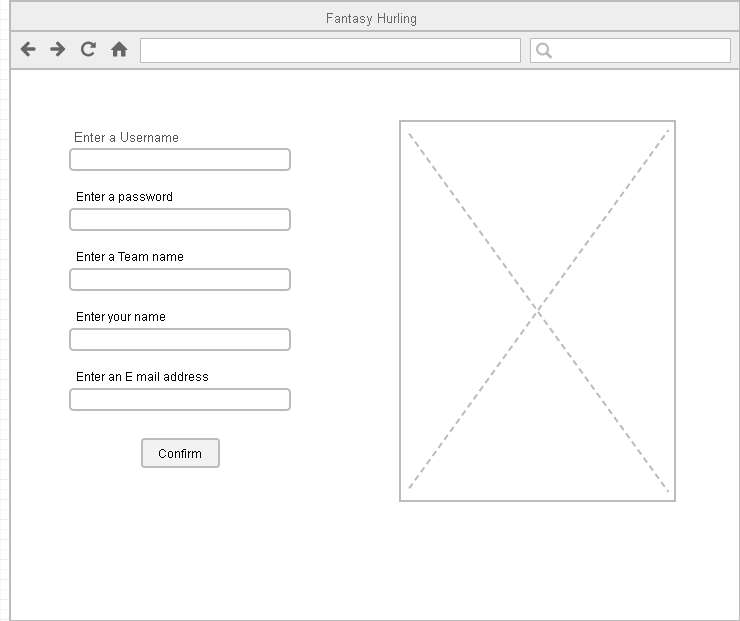 Fantasy Hurling
Enter a Username
Enter a password
Enter a Team name
Enter your name
Enter an E mail address
Confirm